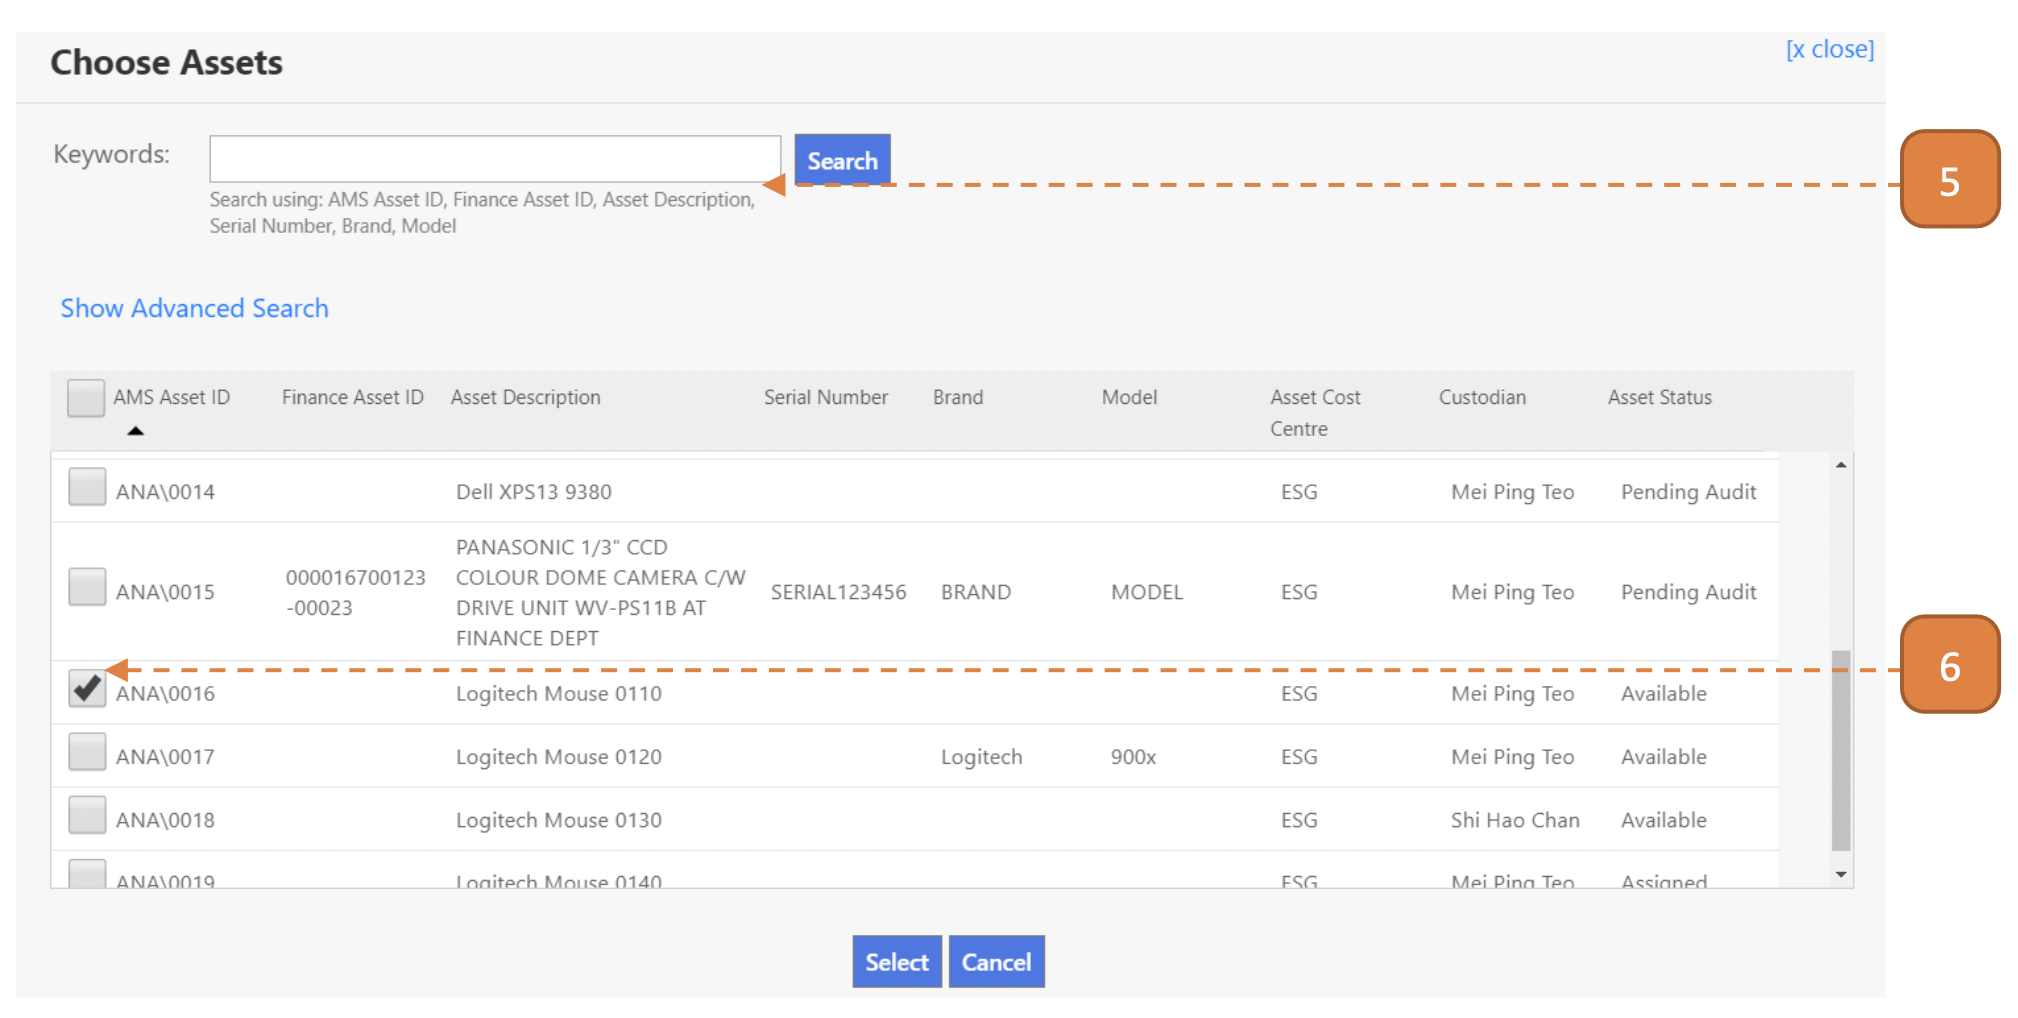 Choose Assets
[x close]
Keywords:
Search
5
Search using: AMS Asset ID, Finance Asset ID, Asset Description,
Serial Number, Brand, Model
Show Advanced Search
AMS Asset ID Finance Asset ID Asset Description Serial Number Brand Model Asset Cost Centre Custodian Asset Status
ANA\0014 Dell XPS13 9380 ESG Mei Ping Teo Pending Audit
PANASONIC 1/3" CCD
000016700123 COLOUR DOME CAMERA C/W
ANA\0015 SERIAL123456 BRAND MODEL ESG Mei Ping Teo Pending Audit
-00023 DRIVE UNIT WV-PS11B AT
FINANCE DEPT
6
ANA\0016 Logitech Mouse 0110 ESG Mei Ping Teo Available
ANA\0017 Logitech Mouse 0120 Logitech 900x ESG Mei Ping Teo Available
ANA\0018 Logitech Mouse 0130 ESG Shi Hao Chan Available
ANA\0019 Logitech Mouse 0140 ESG Mei Ping Teo Assigned
Select Cancel